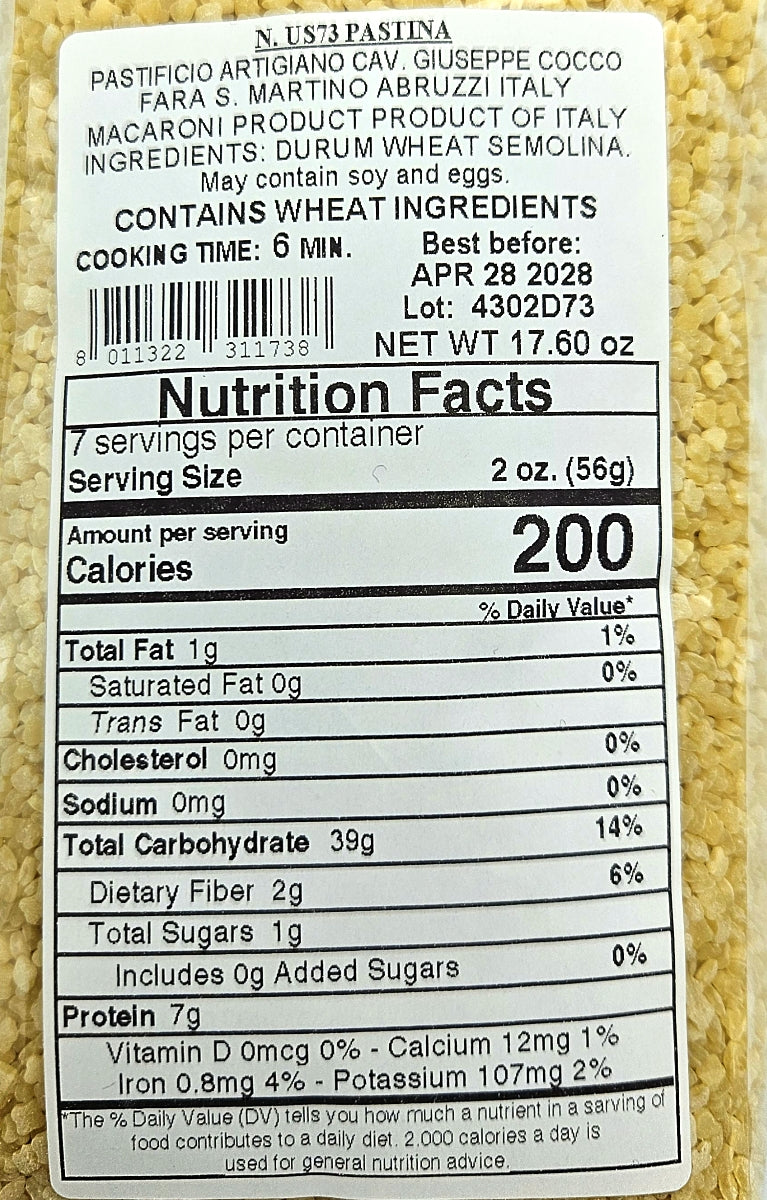 N. US73 PASTINA
PASTIFICIO ARTIGIANO CAV. GIUSEPPE COCCO
FARA S. MARTINO ABRUZZI ITALY
MACARONI PRODUCT PRODUCT OF ITALY
INGREDIENTS: DURUM WHEAT SEMOLINA.
May contain soy and eggs.
CONTAINS WHEAT INGREDIENTS
COOKING TIME: 6 MIN.
Best before:
APR 28 2028
Lot: 4302D73
8 011322 311738
NET WT 17.60 oz
Nutrition Facts
7 servings per container
Serving Size 2 oz. (56g)
Amount per serving
Calories 200
% Daily Value*
Total Fat 1g 1%
Saturated Fat 0g 0%
Trans Fat 0g
Cholesterol 0mg 0%
Sodium 0mg 0%
Total Carbohydrate 39g 14%
Dietary Fiber 2g 6%
Total Sugars 1g
Includes 0g Added Sugars 0%
Protein 7g
Vitamin D 0mcg 0% - Calcium 12mg 1%
Iron 0.8mg 4% - Potassium 107mg 2%
*The % Daily Value (DV) tells you how much a nutrient in a sarving of
food contributes to a daily diet. 2.000 calories a day is
used for general nutrition advice.